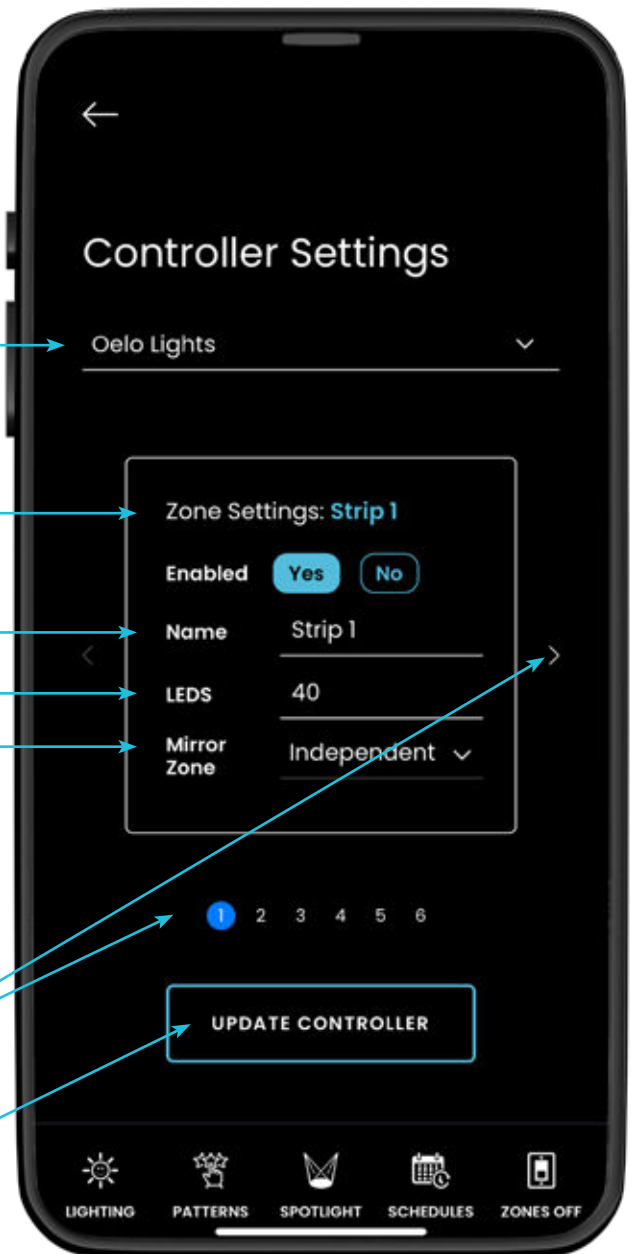 Controller Settings
Oelo Lights
Zone Settings: Strip 1
Enabled Yes No
Name Strip 1
LEDS 40
Mirror Zone Independent
1 2 3 4 5 6
UPDATE CONTROLLER
LIGHTING PATTERNS SPOTLIGHT SCHEDULES ZONES OFF